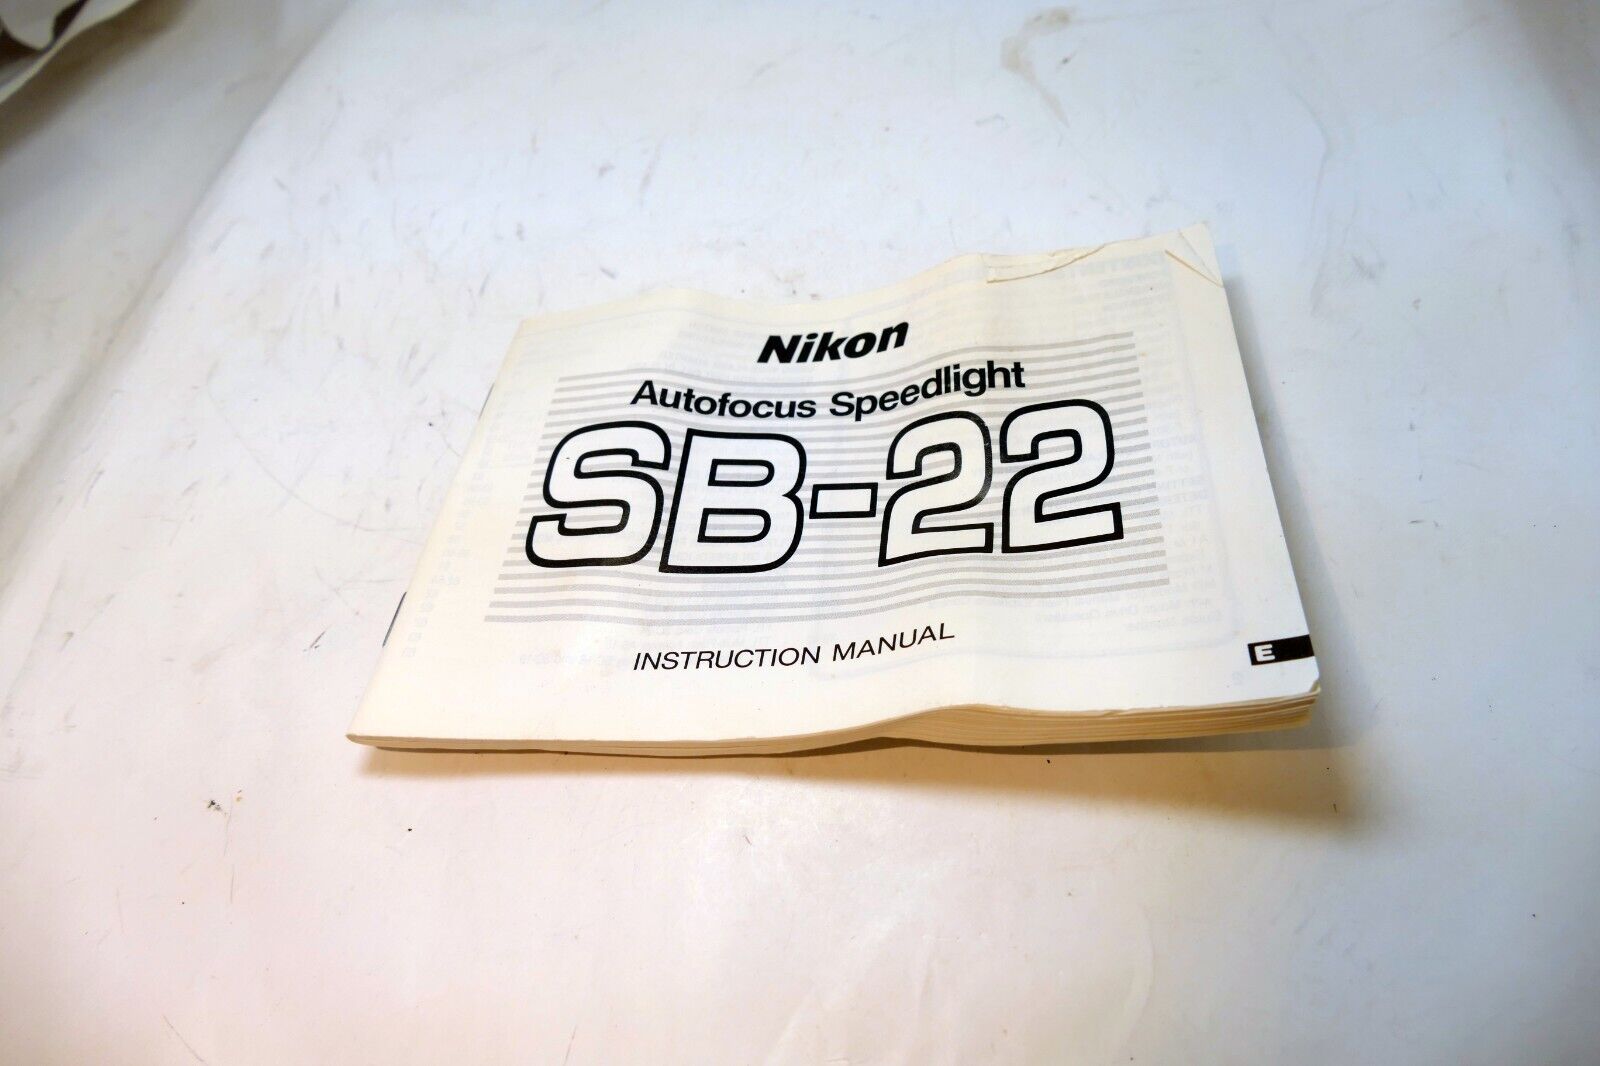 Nikon
Autofocus Speedlight
SB-22
INSTRUCTION MANUAL
E